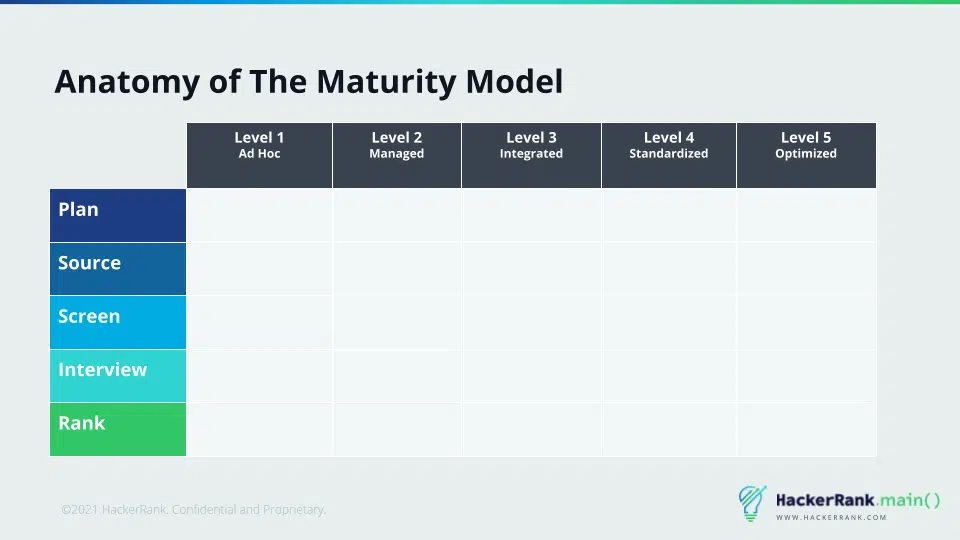 Anatomy of The Maturity Model
Level 1 Level 2 Level 3 Level 4 Level 5
Ad Hoc Managed Integrated Standardized Optimized
Plan
Source
Screen
Interview
Rank
©2021 HackerRank. Confidential and Proprietary.
HackerRank.main()
WWW.HACKERRANK.COM